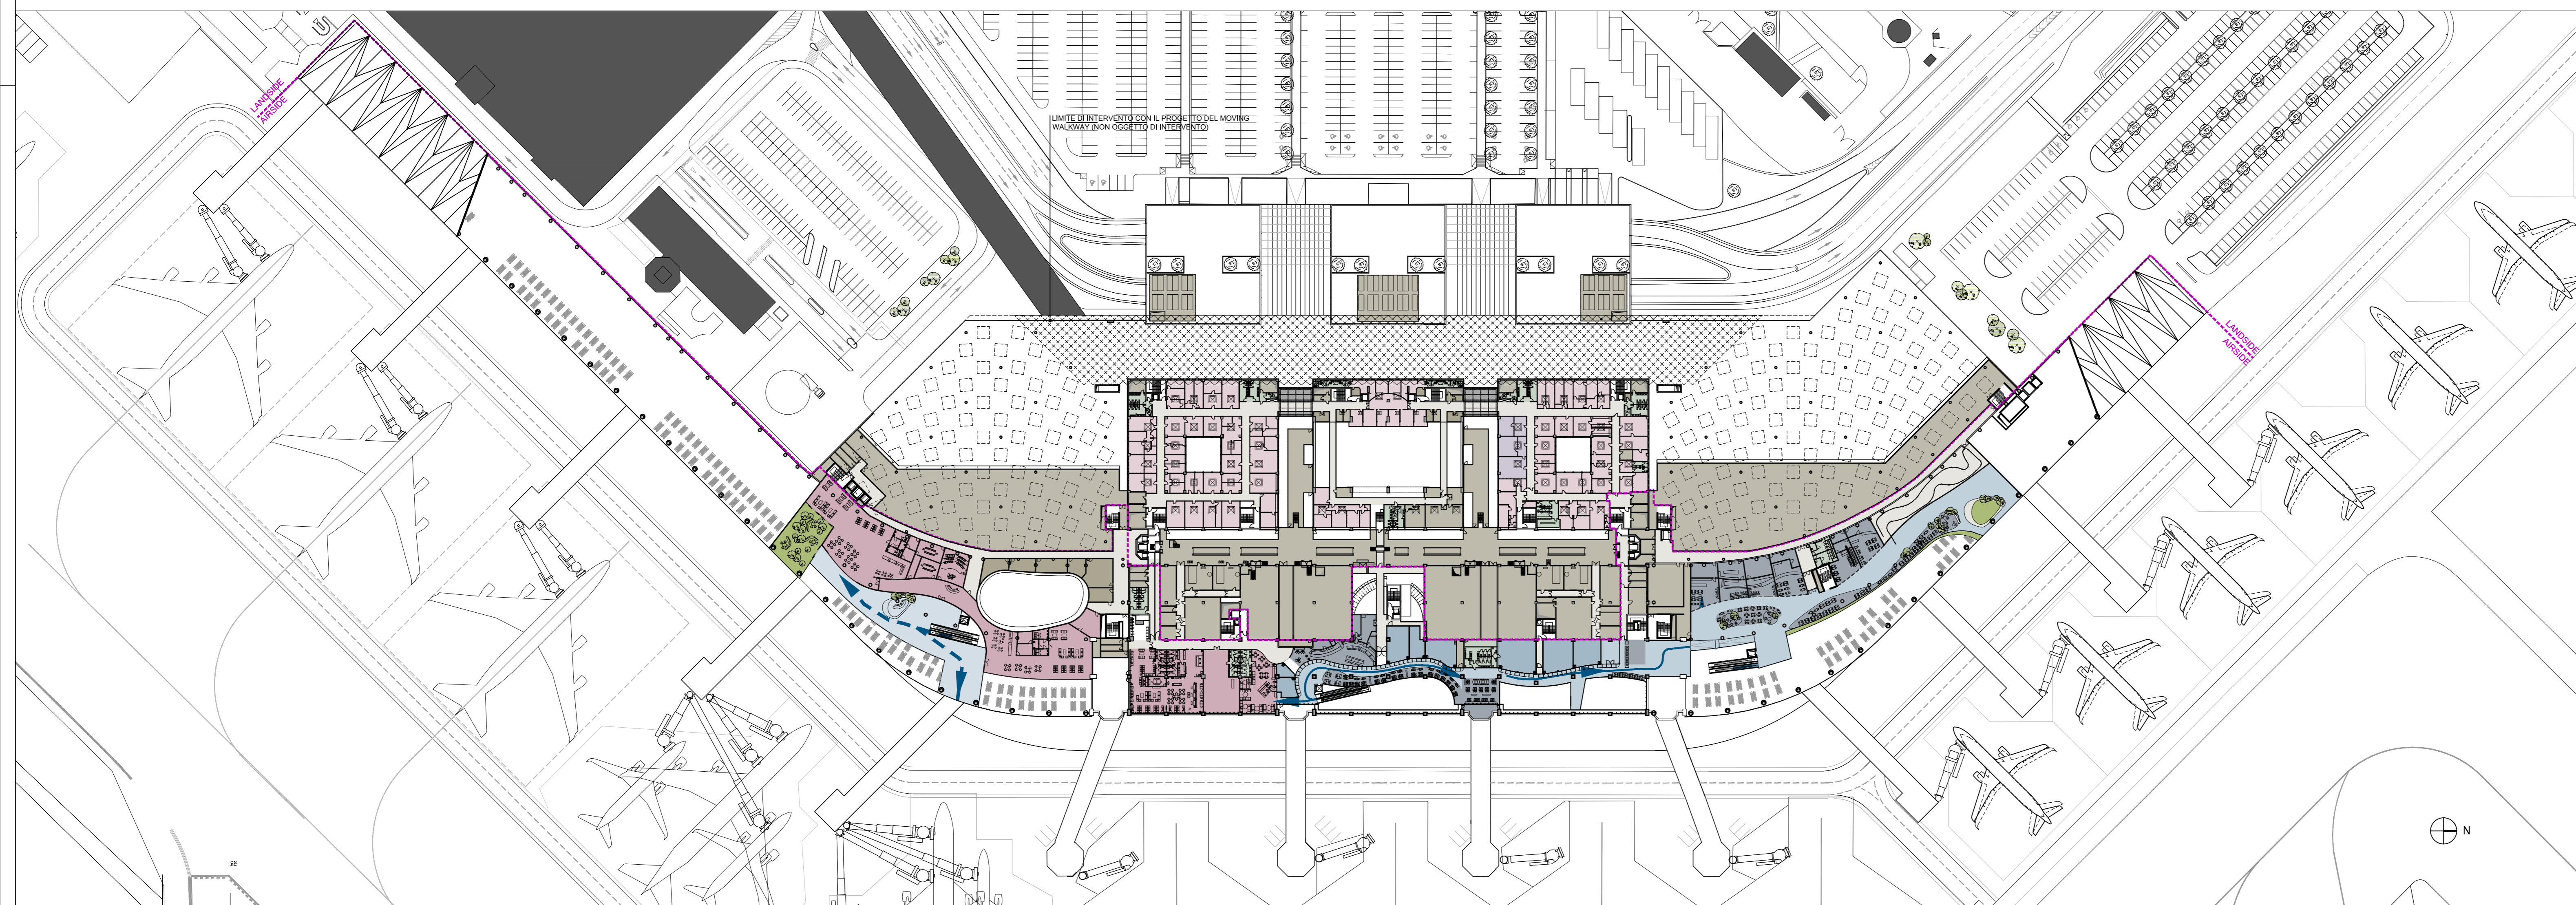 LANDSIDE
AIRSIDE
LIMITE DI INTERVENTO CON IL PROGETTO DEL MOVING
WALKWAY (NON OGGETTO DI INTERVENTO)
LANDSIDE
AIRSIDE
N